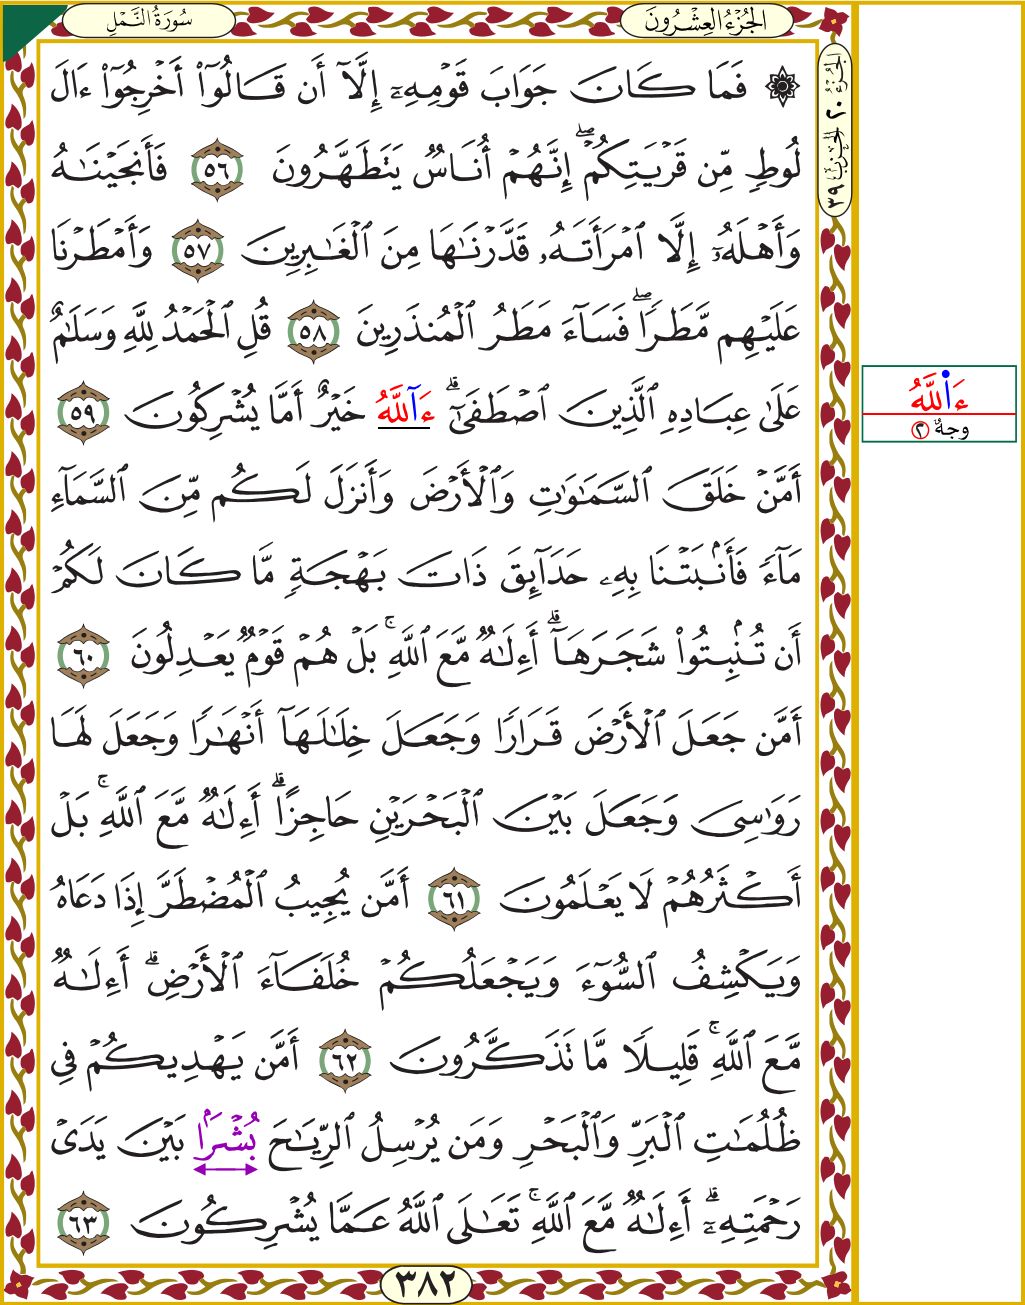 سُورَةُ النَّمْلِ
الجُزْءُ العِشْرُونَ
الجزء ٢٠ الحزب ٣٩
۞ فَمَا كَانَ جَوَابَ قَوْمِهِۦٓ إِلَّآ أَن قَالُوٓا۟ أَخْرِجُوٓا۟ ءَالَ
لُوطٍ مِّن قَرْيَتِكُمْۖ إِنَّهُمْ أُنَاسٌ يَتَطَهَّرُونَ ٥٦ فَأَنجَيْنَـٰهُ
وَأَهْلَهُۥٓ إِلَّا ٱمْرَأَتَهُۥ قَدَّرْنَـٰهَا مِنَ ٱلْغَـٰبِرِينَ ٥٧ وَأَمْطَرْنَا
عَلَيْهِم مَّطَرًاۖ فَسَآءَ مَطَرُ ٱلْمُنذَرِينَ ٥٨ قُلِ ٱلْحَمْدُ لِلَّهِ وَسَلَـٰمٌ
عَلَىٰ عِبَادِهِ ٱلَّذِينَ ٱصْطَفَىٰٓۗ ءَآللَّهُ خَيْرٌ أَمَّا يُشْرِكُونَ ٥٩
أَمَّنْ خَلَقَ ٱلسَّمَـٰوَٰتِ وَٱلْأَرْضَ وَأَنزَلَ لَكُم مِّنَ ٱلسَّمَآءِ
مَآءً فَأَنۢبَتْنَا بِهِۦ حَدَآئِقَ ذَاتَ بَهْجَةٍ مَّا كَانَ لَكُمْ
أَن تُنۢبِتُوا۟ شَجَرَهَآۗ أَءِلَـٰهٌ مَّعَ ٱللَّهِۚ بَلْ هُمْ قَوْمٌ يَعْدِلُونَ ٦٠
أَمَّن جَعَلَ ٱلْأَرْضَ قَرَارًا وَجَعَلَ خِلَـٰلَهَآ أَنْهَـٰرًا وَجَعَلَ لَهَا
رَوَٰسِىَ وَجَعَلَ بَيْنَ ٱلْبَحْرَيْنِ حَاجِزًاۗ أَءِلَـٰهٌ مَّعَ ٱللَّهِۚ بَلْ
أَكْثَرُهُمْ لَا يَعْلَمُونَ ٦١ أَمَّن يُجِيبُ ٱلْمُضْطَرَّ إِذَا دَعَاهُ
وَيَكْشِفُ ٱلسُّوٓءَ وَيَجْعَلُكُمْ خُلَفَآءَ ٱلْأَرْضِۗ أَءِلَـٰهٌ
مَّعَ ٱللَّهِۚ قَلِيلًا مَّا تَذَكَّرُونَ ٦٢ أَمَّن يَهْدِيكُمْ فِى
ظُلُمَـٰتِ ٱلْبَرِّ وَٱلْبَحْرِ وَمَن يُرْسِلُ ٱلرِّيَـٰحَ بُشْرًۢا بَيْنَ يَدَىْ
رَحْمَتِهِۦٓۗ أَءِلَـٰهٌ مَّعَ ٱللَّهِۚ تَعَـٰلَى ٱللَّهُ عَمَّا يُشْرِكُونَ ٦٣
ءَا۬للَّهُ
وجهٌ ٢
٣٨٢